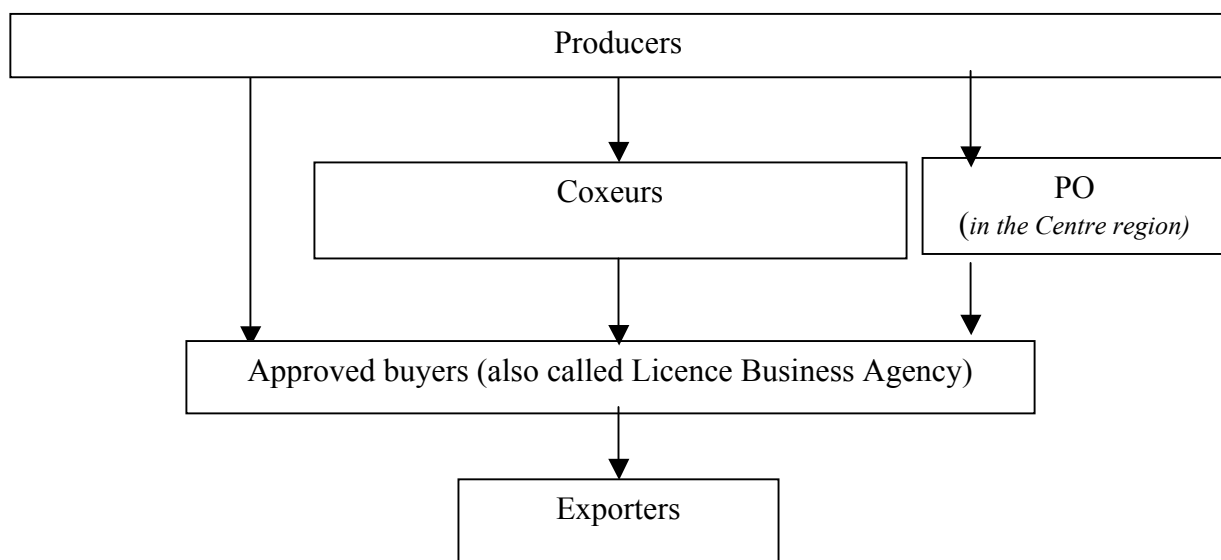 Producers
Coxeurs
PO
(in the Centre region)
Approved buyers (also called Licence Business Agency)
Exporters